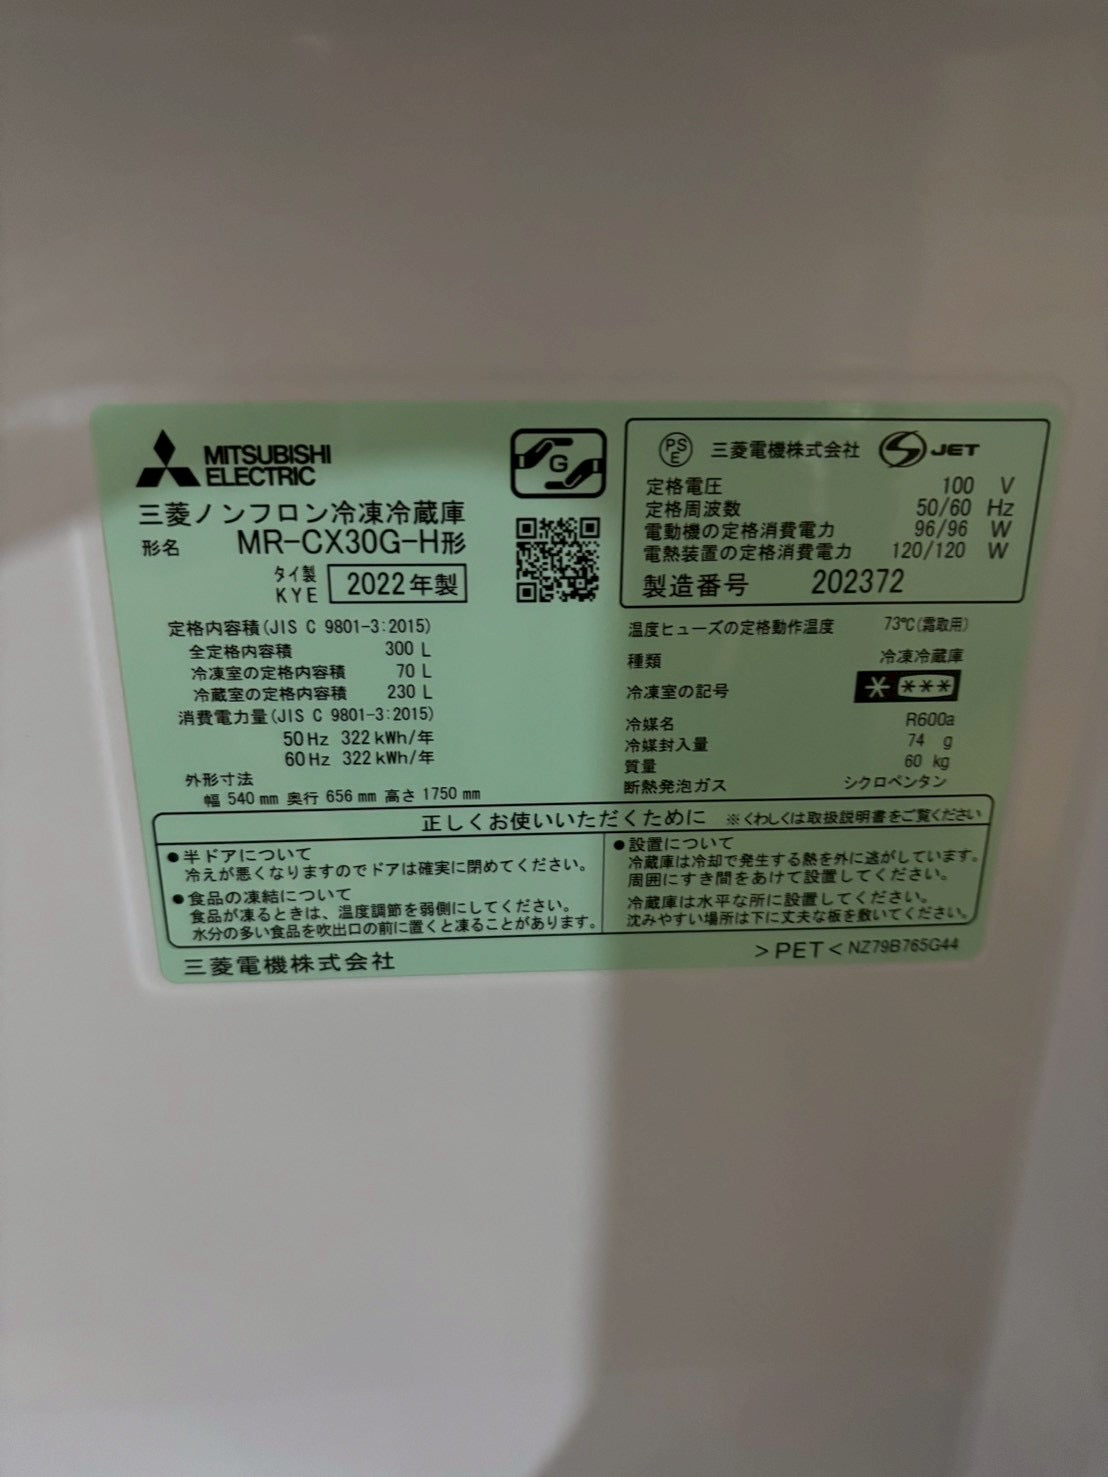 MITSUBISHI
ELECTRIC
G
三菱ノンフロン冷凍冷蔵庫
形名 MR-CX30G-H形
タイ製
KYE 2022年製
定格内容積(JIS C 9801-3:2015)
全定格内容積 300 L
冷凍室の定格内容積 70 L
冷蔵室の定格内容積 230 L
消費電力量(JIS C 9801-3:2015)
50Hz 322kWh/年
60Hz 322kWh/年
外形寸法
幅 540mm 奥行 656mm 高さ 1750mm
PSE 三菱電機株式会社 S JET
定格電圧 100 V
定格周波数 50/60 Hz
電動機の定格消費電力 96/96 W
電熱装置の定格消費電力 120/120 W
製造番号 202372
温度ヒューズの定格動作温度 73℃(霜取用)
種類 冷凍冷蔵庫
冷凍室の記号 * ***
冷媒名 R600a
冷媒封入量 74 g
質量 60 kg
断熱発泡ガス シクロペンタン
正しくお使いいただくために ※くわしくは取扱説明書をご覧ください
●半ドアについて
冷えが悪くなりますのでドアは確実に閉めてください。
●食品の凍結について
食品が凍るときは、温度調節を弱側にしてください。
水分の多い食品を吹出口の前に置くと凍ることがあります。
●設置について
冷蔵庫は冷却で発生する熱を外に逃がしています。
周囲にすき間をあけて設置してください。
冷蔵庫は水平な所に設置してください。
沈みやすい場所は下に丈夫な板を敷いてください。
三菱電機株式会社
>PET< NZ79B765G44